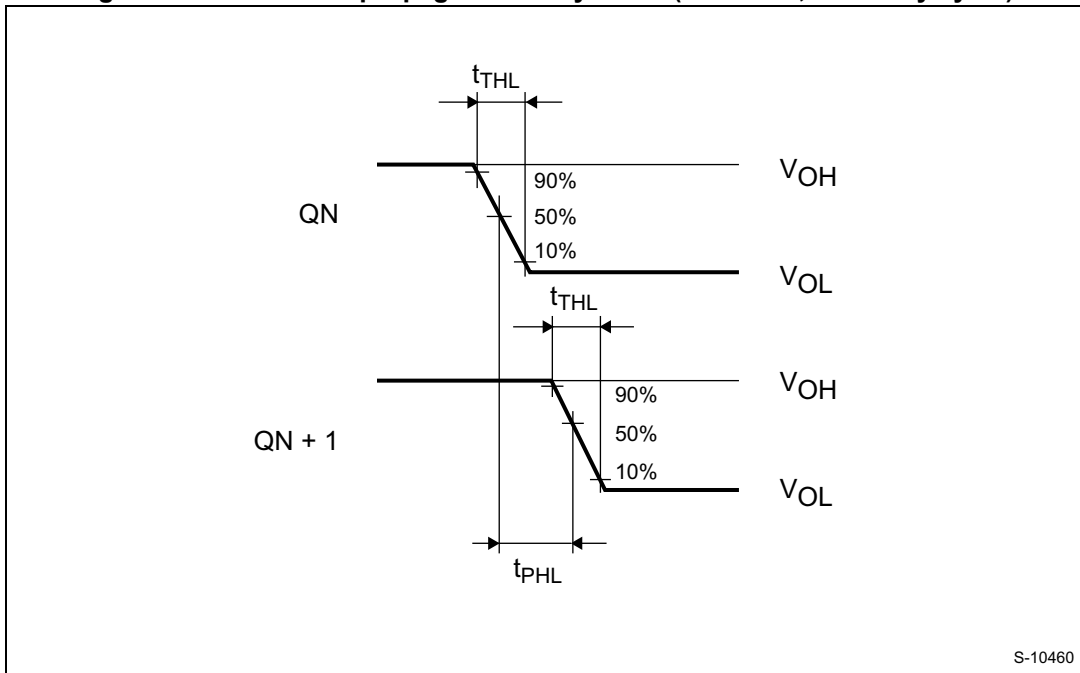 tTHL
90%
VOH
QN
50%
10%
VOL
tTHL
90%
VOH
QN + 1
50%
10%
VOL
tPHL
S-10460